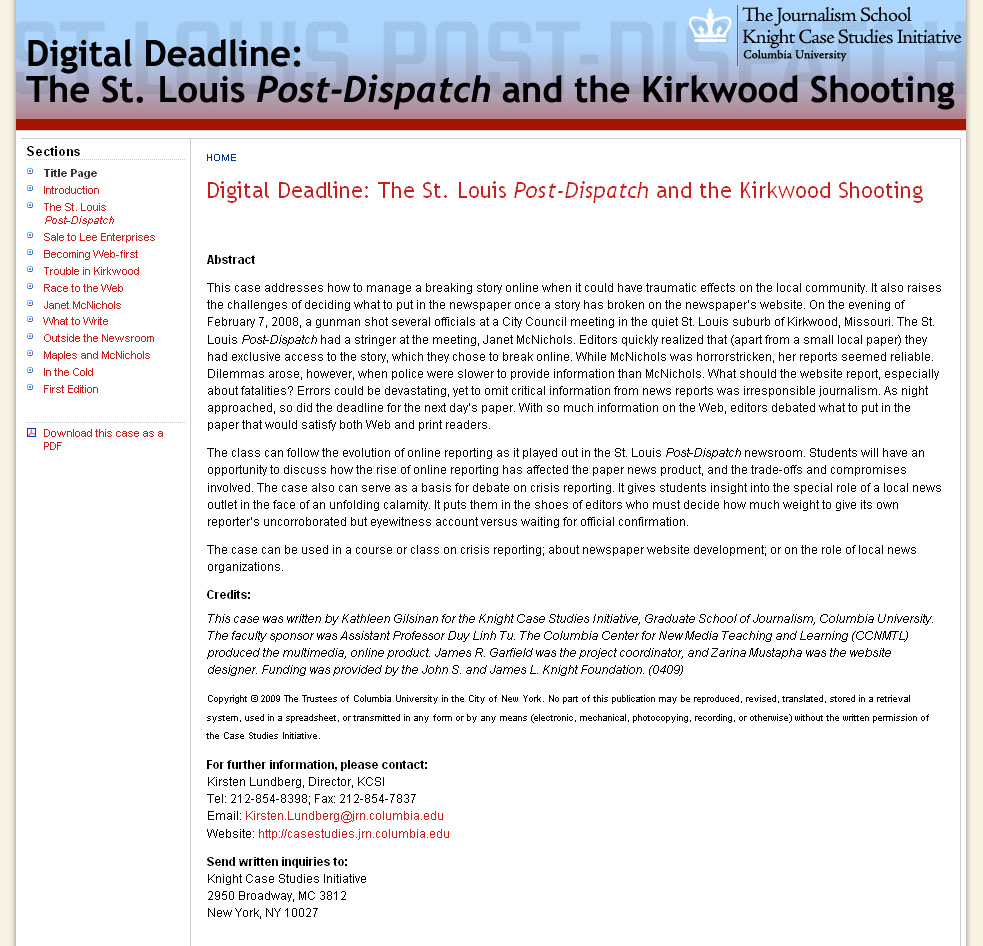 The Journalism School
Knight Case Studies Initiative
Columbia University
ST. LOUIS POST-DISPATCH
Digital Deadline:
The St. Louis Post-Dispatch and the Kirkwood Shooting
Sections
Title Page
Introduction
The St. Louis
Post-Dispatch
Sale to Lee Enterprises
Becoming Web-first
Trouble in Kirkwood
Race to the Web
Janet McNichols
What to Write
Outside the Newsroom
Maples and McNichols
In the Cold
First Edition
Download this case as a
PDF
HOME
Digital Deadline: The St. Louis Post-Dispatch and the Kirkwood Shooting
Abstract
This case addresses how to manage a breaking story online when it could have traumatic effects on the local community. It also raises
the challenges of deciding what to put in the newspaper once a story has broken on the newspaper's website. On the evening of
February 7, 2008, a gunman shot several officials at a City Council meeting in the quiet St. Louis suburb of Kirkwood, Missouri. The St.
Louis Post-Dispatch had a stringer at the meeting, Janet McNichols. Editors quickly realized that (apart from a small local paper) they
had exclusive access to the story, which they chose to break online. While McNichols was horrorstricken, her reports seemed reliable.
Dilemmas arose, however, when police were slower to provide information than McNichols. What should the website report, especially
about fatalities? Errors could be devastating, yet to omit critical information from news reports was irresponsible journalism. As night
approached, so did the deadline for the next day's paper. With so much information on the Web, editors debated what to put in the
paper that would satisfy both Web and print readers.
The class can follow the evolution of online reporting as it played out in the St. Louis Post-Dispatch newsroom. Students will have an
opportunity to discuss how the rise of online reporting has affected the paper news product, and the trade-offs and compromises
involved. The case also can serve as a basis for debate on crisis reporting. It gives students insight into the special role of a local news
outlet in the face of an unfolding calamity. It puts them in the shoes of editors who must decide how much weight to give its own
reporter's uncorroborated but eyewitness account versus waiting for official confirmation.
The case can be used in a course or class on crisis reporting; about newspaper website development; or on the role of local news
organizations.
Credits:
This case was written by Kathleen Gilsinan for the Knight Case Studies Initiative, Graduate School of Journalism, Columbia University.
The faculty sponsor was Assistant Professor Duy Linh Tu. The Columbia Center for New Media Teaching and Learning (CCNMTL)
produced the multimedia, online product. James R. Garfield was the project coordinator, and Zarina Mustapha was the website
designer. Funding was provided by the John S. and James L. Knight Foundation. (0409)
Copyright © 2009 The Trustees of Columbia University in the City of New York. No part of this publication may be reproduced, revised, translated, stored in a retrieval
system, used in a spreadsheet, or transmitted in any form or by any means (electronic, mechanical, photocopying, recording, or otherwise) without the written permission of
the Case Studies Initiative.
For further information, please contact:
Kirsten Lundberg, Director, KCSI
Tel: 212-854-8398; Fax: 212-854-7837
Email: Kirsten.Lundberg@jrn.columbia.edu
Website: http://casestudies.jrn.columbia.edu
Send written inquiries to:
Knight Case Studies Initiative
2950 Broadway, MC 3812
New York, NY 10027